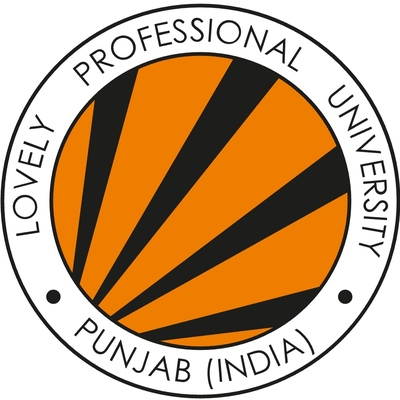 LOVELY PROFESSIONAL UNIVERSITY
PUNJAB (INDIA)